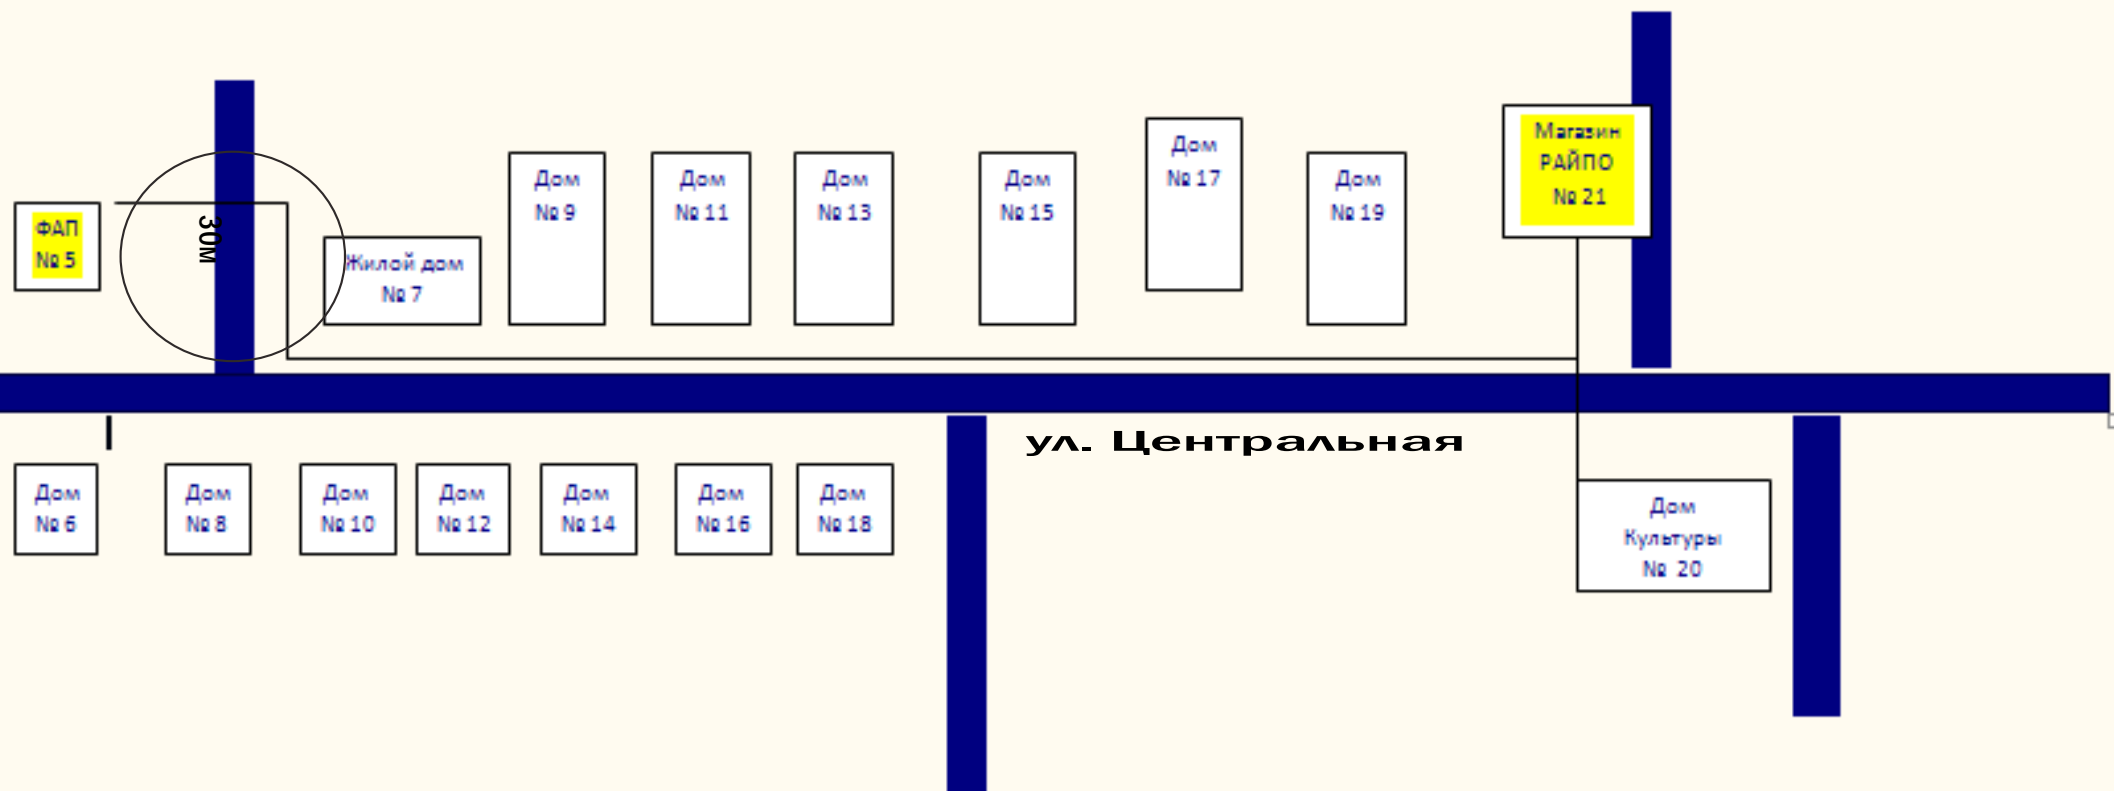 ФАП
№ 5
30м
Жилой дом
№ 7
Дом
№ 9
Дом
№ 11
Дом
№ 13
Дом
№ 15
Дом
№ 17
Дом
№ 19
Магазин
РАЙПО
№ 21
ул. Центральная
Дом
№ 6
Дом
№ 8
Дом
№ 10
Дом
№ 12
Дом
№ 14
Дом
№ 16
Дом
№ 18
Дом
Культуры
№ 20